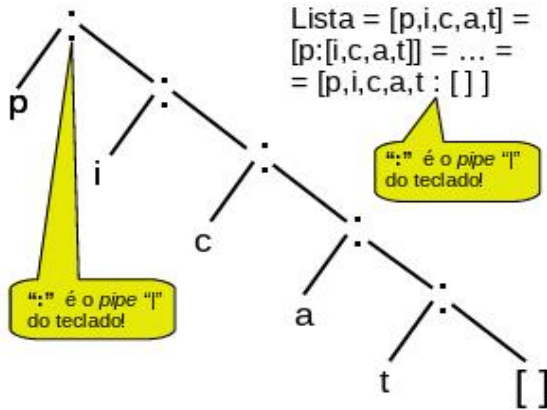 Lista = [p,i,c,a,t] =
[p:[i,c,a,t]] = ... =
= [p,i,c,a,t : [ ] ]
“:” é o pipe “|”
do teclado!
:
p
:
i
:
c
:
a
:
t
[ ]
“:” é o pipe “|”
do teclado!